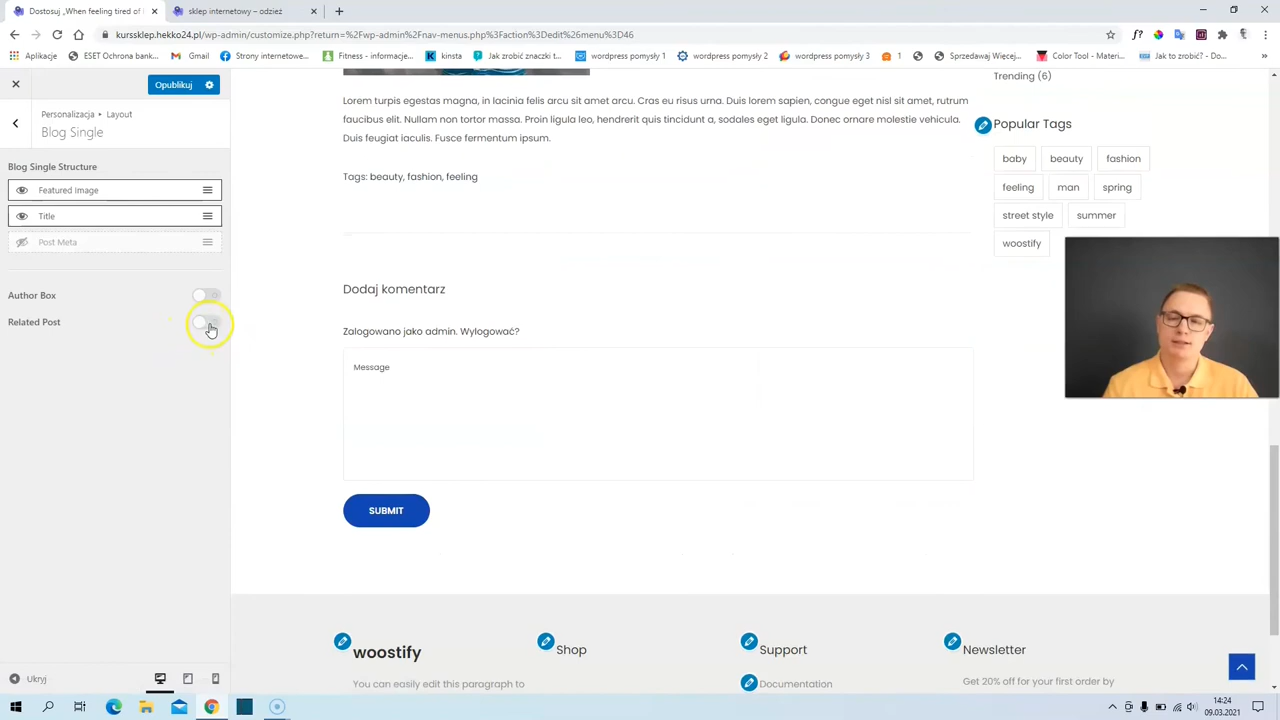 Dostosuj „When feeling tired of
sklep internetowy – odzież
kurssklep.hekko24.pl/wp-admin/customize.php?return=%2Fwp-admin%2Fnav-menus.php%3Faction%3Dedit%26menu%3D46
Aplikacje
ESET Ochrona bank...
Gmail
Strony internetowe...
Fitness - informacje...
kinsta
Jak zrobić znaczki t...
wordpress pomysły 1
wordpress pomysły 2
wordpress pomysły 3
1
Sprzedawaj Więcej,...
Color Tool - Materi...
Jak to zrobić? - Do...
Opublikuj
Personalizacja ▸ Layout
Blog Single
Blog Single Structure
Featured Image
Title
Post Meta
Author Box
Related Post
Ukryj
Lorem turpis egestas magna, in lacinia felis arcu sit amet arcu. Cras eu risus urna. Duis lorem sapien, congue eget nisl sit amet, rutrum
faucibus elit. Nullam non tortor massa. Proin ligula leo, hendrerit quis tincidunt a, sodales eget ligula. Donec ornare molestie vehicula.
Duis feugiat iaculis. Fusce fermentum ipsum.
Tags: beauty, fashion, feeling
Dodaj komentarz
Zalogowano jako admin. Wylogować?
Message
SUBMIT
Trending (6)
Popular Tags
baby
beauty
fashion
feeling
man
spring
street style
summer
woostify
woostify
You can easily edit this paragraph to
Shop
Support
Documentation
Newsletter
Get 20% off for your first order by
14:24
09.03.2021